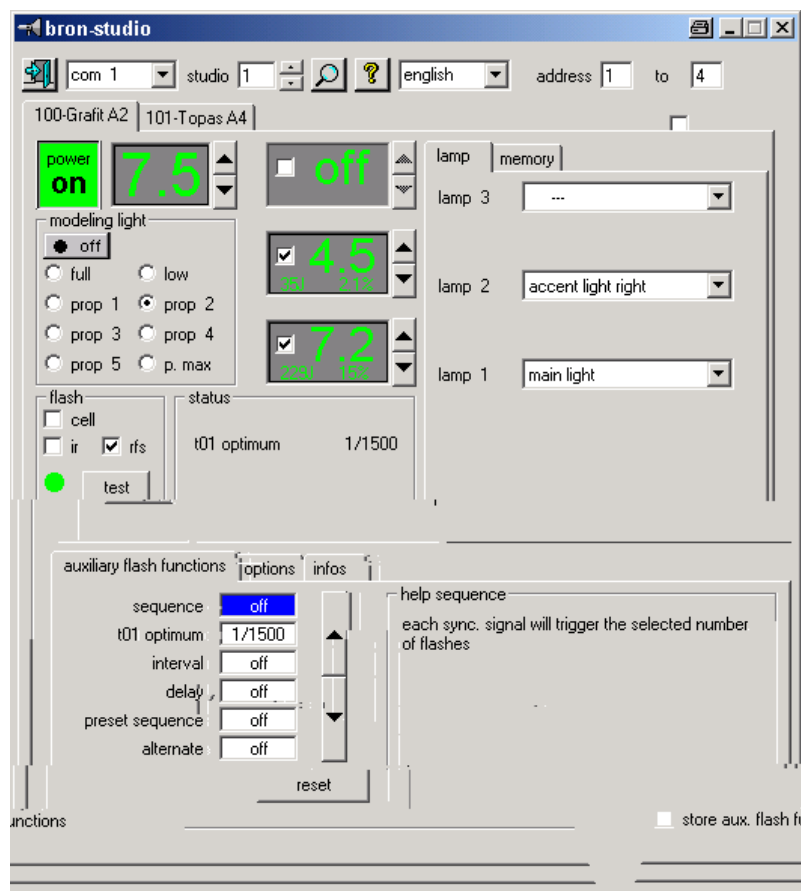 bron-studio
com 1 studio 1 ? english address 1 to 4
100-Grafit A2 101-Topas A4
power on 7.5 off
lamp memory
lamp 3 ---
modeling light
off
full low
prop 1 prop 2
prop 3 prop 4
prop 5 p. max
4.5
35J 2.1%
lamp 2 accent light right
7.2
229J 15%
lamp 1 main light
flash
cell
ir rfs
test
status
t01 optimum 1/1500
auxiliary flash functions options infos
sequence off
t01 optimum 1/1500
interval off
delay off
preset sequence off
alternate off
reset
help sequence
each sync. signal will trigger the selected number
of flashes
store aux. flash